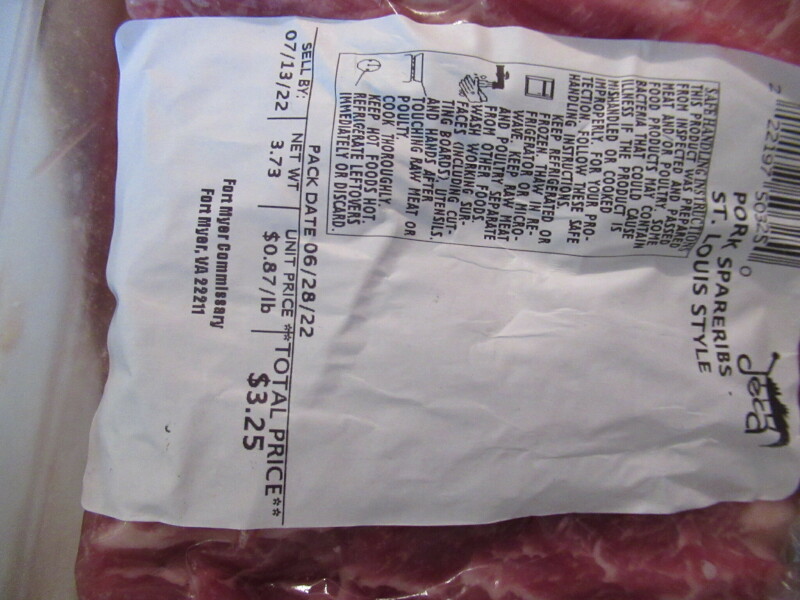 2 22197 50325 0
PORK SPARERIBS
ST. LOUIS STYLE
SAFE HANDLING INSTRUCTIONS
THIS PRODUCT WAS PREPARED
FROM INSPECTED AND PASSED
MEAT AND/OR POULTRY. SOME
FOOD PRODUCTS MAY CONTAIN
BACTERIA THAT COULD CAUSE
ILLNESS IF THE PRODUCT IS
MISHANDLED OR COOKED
IMPROPERLY. FOR YOUR PRO-
TECTION, FOLLOW THESE SAFE
HANDLING INSTRUCTIONS.
KEEP REFRIGERATED OR
FROZEN. THAW IN RE-
FRIGERATOR OR MICRO-
WAVE. KEEP RAW MEAT
AND POULTRY SEPARATE
FROM OTHER FOODS.
WASH WORKING SUR-
FACES (INCLUDING CUT-
TING BOARDS), UTENSILS,
AND HANDS AFTER
TOUCHING RAW MEAT OR
POULTY.
COOK THOROUGHLY.
KEEP HOT FOODS HOT.
REFRIGERATE LEFTOVERS
IMMEDIATELY OR DISCARD.
PACK DATE 06/28/22
SELL BY: NET WT UNIT PRICE **TOTAL PRICE**
07/13/22 3.73 $0.87/lb $3.25
Fort Myer Commissary
Fort Myer, VA 22211